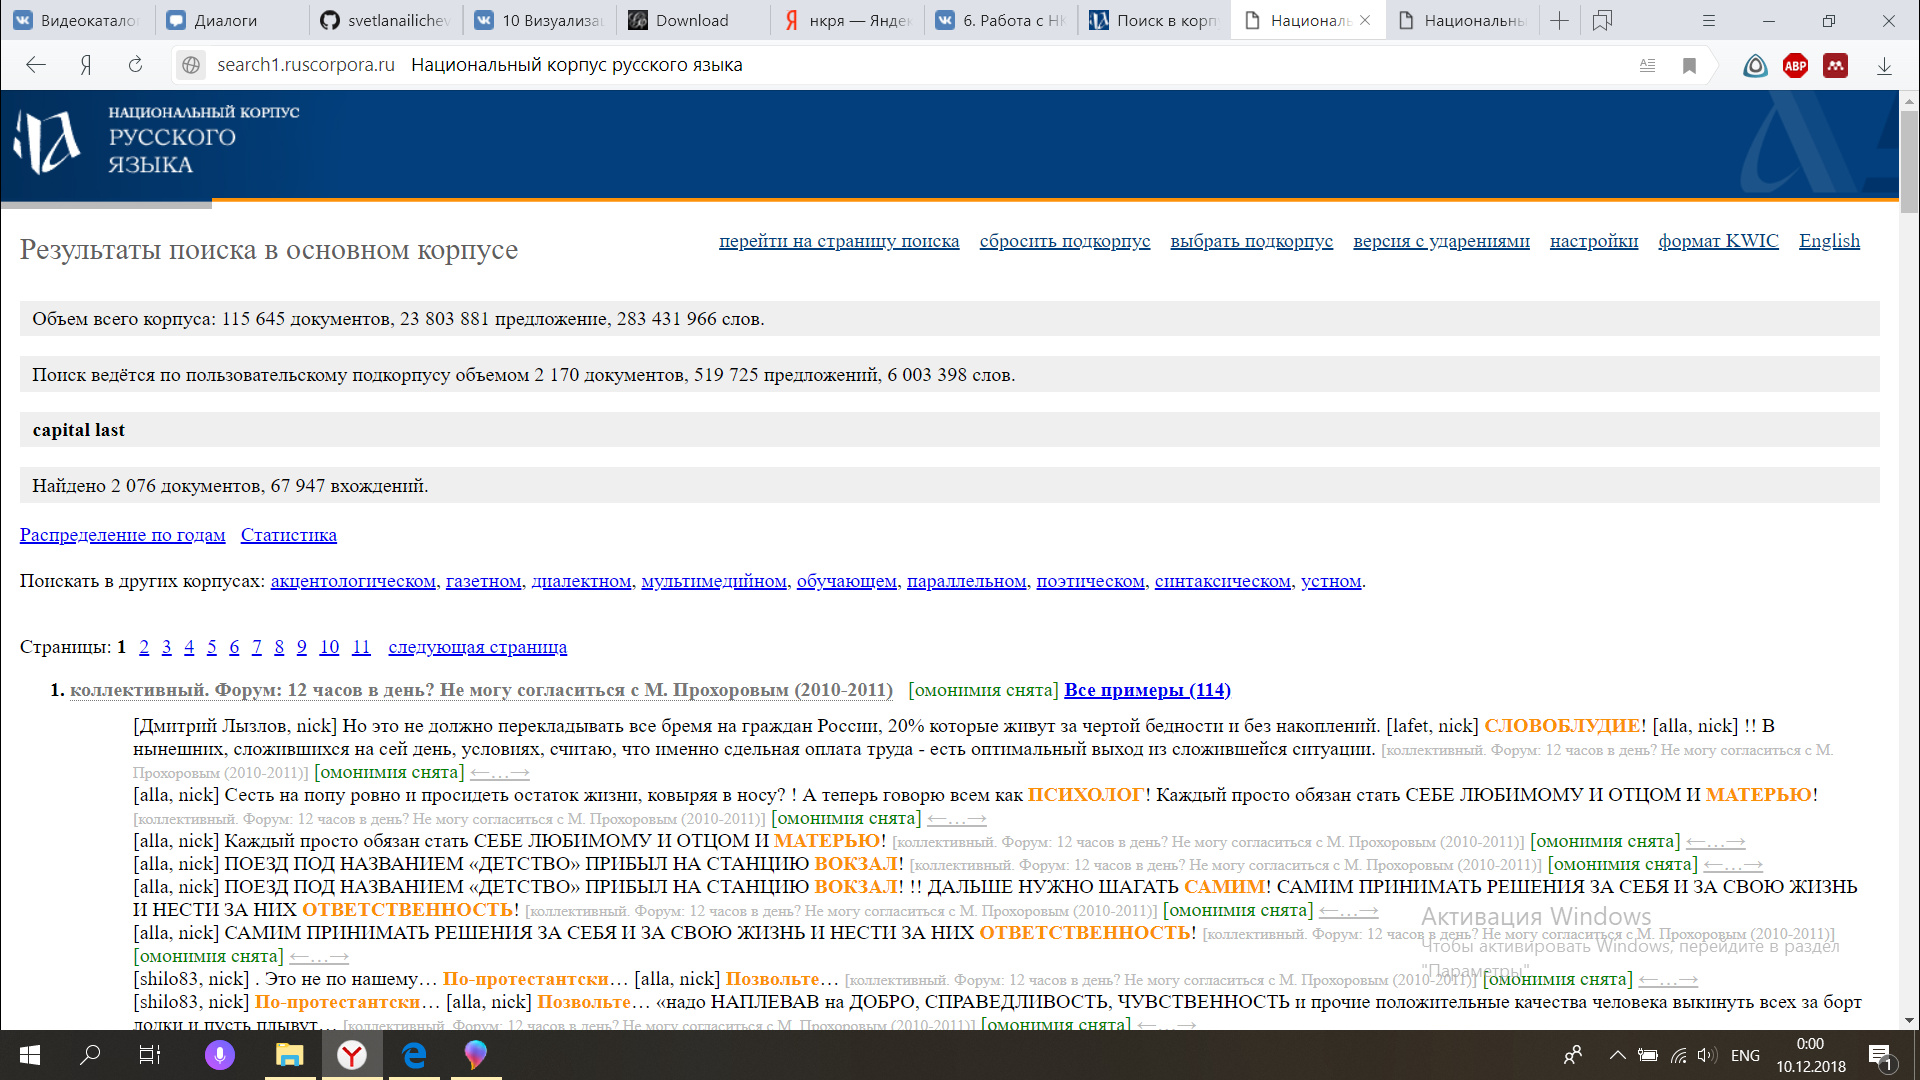 Видеокатало
Диалоги
svetlanailichev
10 Визуализац
Download
нкря — Яндек
6. Работа с НК
Поиск в корп
Националь
Национальны
search1.ruscorpora.ru Национальный корпус русского языка
НАЦИОНАЛЬНЫЙ КОРПУС
РУССКОГО
ЯЗЫКА
Результаты поиска в основном корпусе
перейти на страницу поиска сбросить подкорпус выбрать подкорпус версия с ударениями настройки формат KWIC English
Объем всего корпуса: 115 645 документов, 23 803 881 предложение, 283 431 966 слов.
Поиск ведётся по пользовательскому подкорпусу объемом 2 170 документов, 519 725 предложений, 6 003 398 слов.
capital last
Найдено 2 076 документов, 67 947 вхождений.
Распределение по годам Статистика
Поискать в других корпусах: акцентологическом, газетном, диалектном, мультимедийном, обучающем, параллельном, поэтическом, синтаксическом, устном.
Страницы: 1 2 3 4 5 6 7 8 9 10 11 следующая страница
1. коллективный. Форум: 12 часов в день? Не могу согласиться с М. Прохоровым (2010-2011) [омонимия снята] Все примеры (114)
[Дмитрий Лызлов, nick] Но это не должно перекладывать все бремя на граждан России, 20% которые живут за чертой бедности и без накоплений. [lafet, nick] СЛОВОБЛУДИЕ! [alla, nick] !! В
нынешних, сложившихся на сей день, условиях, считаю, что именно сдельная оплата труда - есть оптимальный выход из сложившейся ситуации. [коллективный. Форум: 12 часов в день? Не могу согласиться с М.
Прохоровым (2010-2011)] [омонимия снята] ←…→
[alla, nick] Сесть на попу ровно и просидеть остаток жизни, ковыряя в носу? ! А теперь говорю всем как ПСИХОЛОГ! Каждый просто обязан стать СЕБЕ ЛЮБИМОМУ И ОТЦОМ И МАТЕРЬЮ!
[коллективный. Форум: 12 часов в день? Не могу согласиться с М. Прохоровым (2010-2011)] [омонимия снята] ←…→
[alla, nick] Каждый просто обязан стать СЕБЕ ЛЮБИМОМУ И ОТЦОМ И МАТЕРЬЮ! [коллективный. Форум: 12 часов в день? Не могу согласиться с М. Прохоровым (2010-2011)] [омонимия снята] ←…→
[alla, nick] ПОЕЗД ПОД НАЗВАНИЕМ «ДЕТСТВО» ПРИБЫЛ НА СТАНЦИЮ ВОКЗАЛ! [коллективный. Форум: 12 часов в день? Не могу согласиться с М. Прохоровым (2010-2011)] [омонимия снята] ←…→
[alla, nick] ПОЕЗД ПОД НАЗВАНИЕМ «ДЕТСТВО» ПРИБЫЛ НА СТАНЦИЮ ВОКЗАЛ! !! ДАЛЬШЕ НУЖНО ШАГАТЬ САМИМ! САМИМ ПРИНИМАТЬ РЕШЕНИЯ ЗА СЕБЯ И ЗА СВОЮ ЖИЗНЬ
И НЕСТИ ЗА НИХ ОТВЕТСТВЕННОСТЬ! [коллективный. Форум: 12 часов в день? Не могу согласиться с М. Прохоровым (2010-2011)] [омонимия снята] ←…→
[alla, nick] САМИМ ПРИНИМАТЬ РЕШЕНИЯ ЗА СЕБЯ И ЗА СВОЮ ЖИЗНЬ И НЕСТИ ЗА НИХ ОТВЕТСТВЕННОСТЬ! [коллективный. Форум: 12 часов в день? Не могу согласиться с М. Прохоровым (2010-2011)]
[омонимия снята] ←…→
[shilo83, nick] . Это не по нашему… По-протестантски… [alla, nick] Позвольте… [коллективный. Форум: 12 часов в день? Не могу согласиться с М. Прохоровым (2010-2011)] [омонимия снята] ←…→
[shilo83, nick] По-протестантски… [alla, nick] Позвольте… «надо НАПЛЕВАВ на ДОБРО, СПРАВЕДЛИВОСТЬ, ЧУВСТВЕННОСТЬ и прочие положительные качества человека выкинуть всех за борт
лодки и пусть плывут… [коллективный. Форум: 12 часов в день? Не могу согласиться с М. Прохоровым (2010-2011)] [омонимия снята] ←…→
Активация Windows
Чтобы активировать Windows, перейдите в раздел
"Параметры".
ABP
ENG
0:00
10.12.2018
1